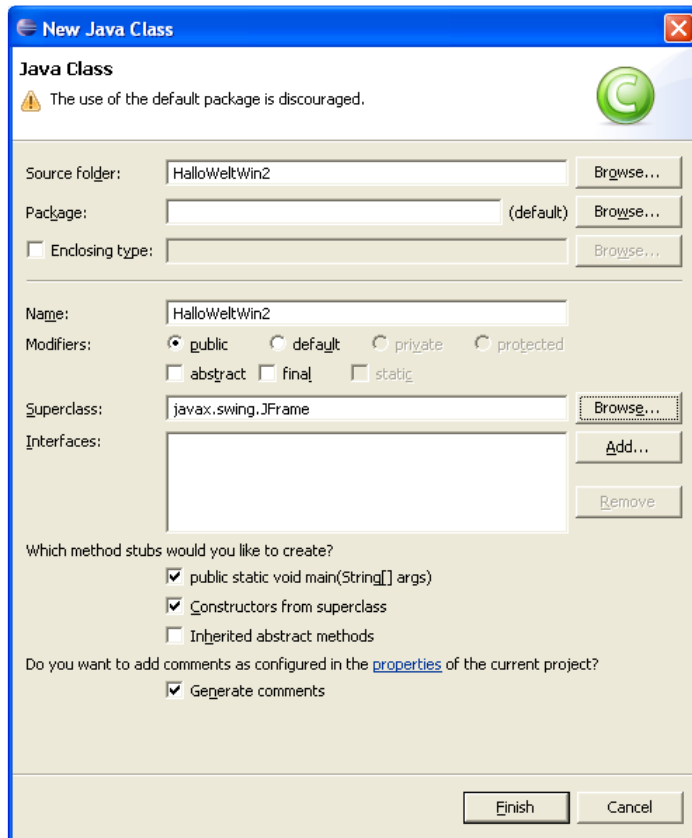 New Java Class
Java Class
The use of the default package is discouraged.
Source folder: HalloWeltWin2 Browse...
Package: (default) Browse...
Enclosing type: Browse...
Name: HalloWeltWin2
Modifiers: public default private protected
abstract final static
Superclass: javax.swing.JFrame Browse...
Interfaces: Add...
Remove
Which method stubs would you like to create?
public static void main(String[] args)
Constructors from superclass
Inherited abstract methods
Do you want to add comments as configured in the properties of the current project?
Generate comments
Finish Cancel